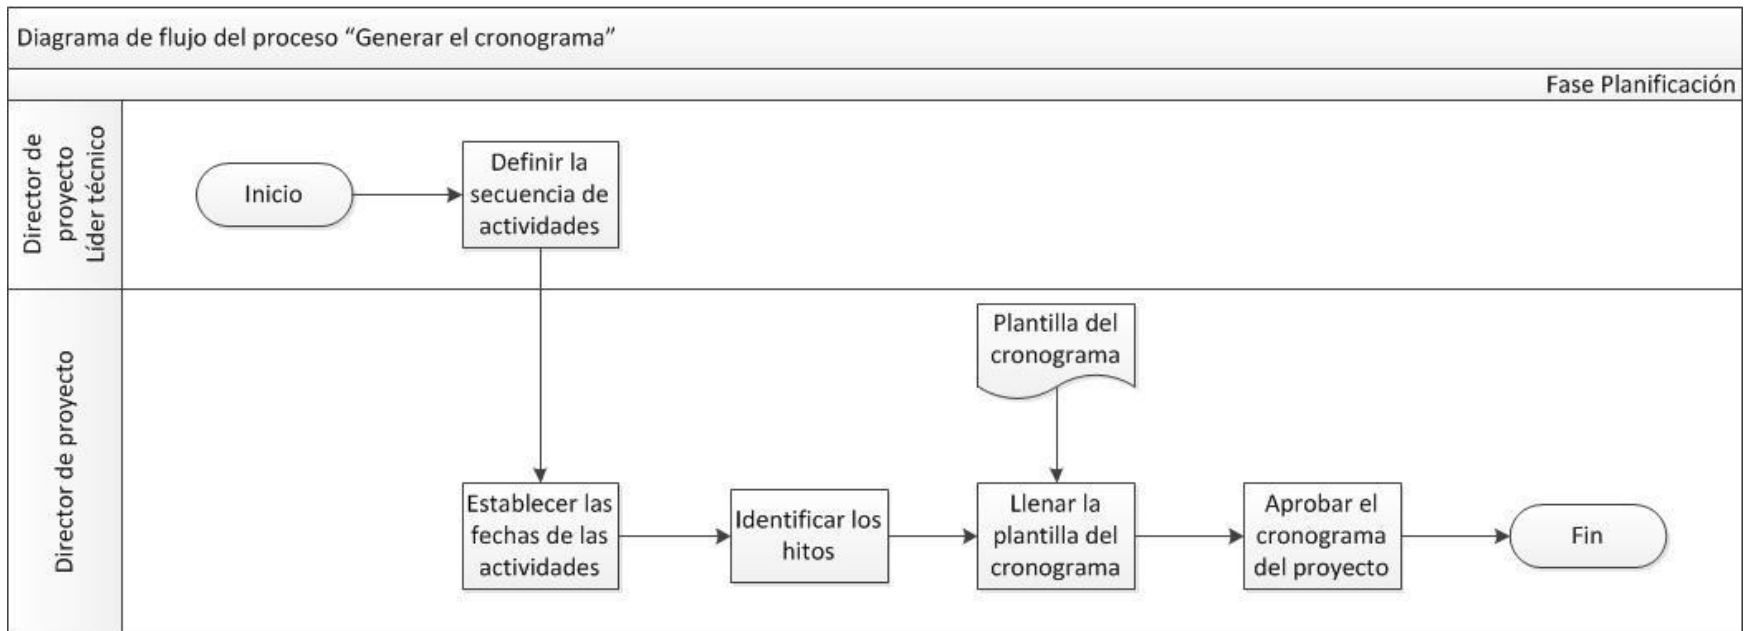 Diagrama de flujo del proceso “Generar el cronograma”
Fase Planificación
Director de
proyecto
Líder técnico
Inicio
Definir la
secuencia de
actividades
Director de proyecto
Plantilla del
cronograma
Establecer las
fechas de las
actividades
Identificar los
hitos
Llenar la
plantilla del
cronograma
Aprobar el
cronograma
del proyecto
Fin